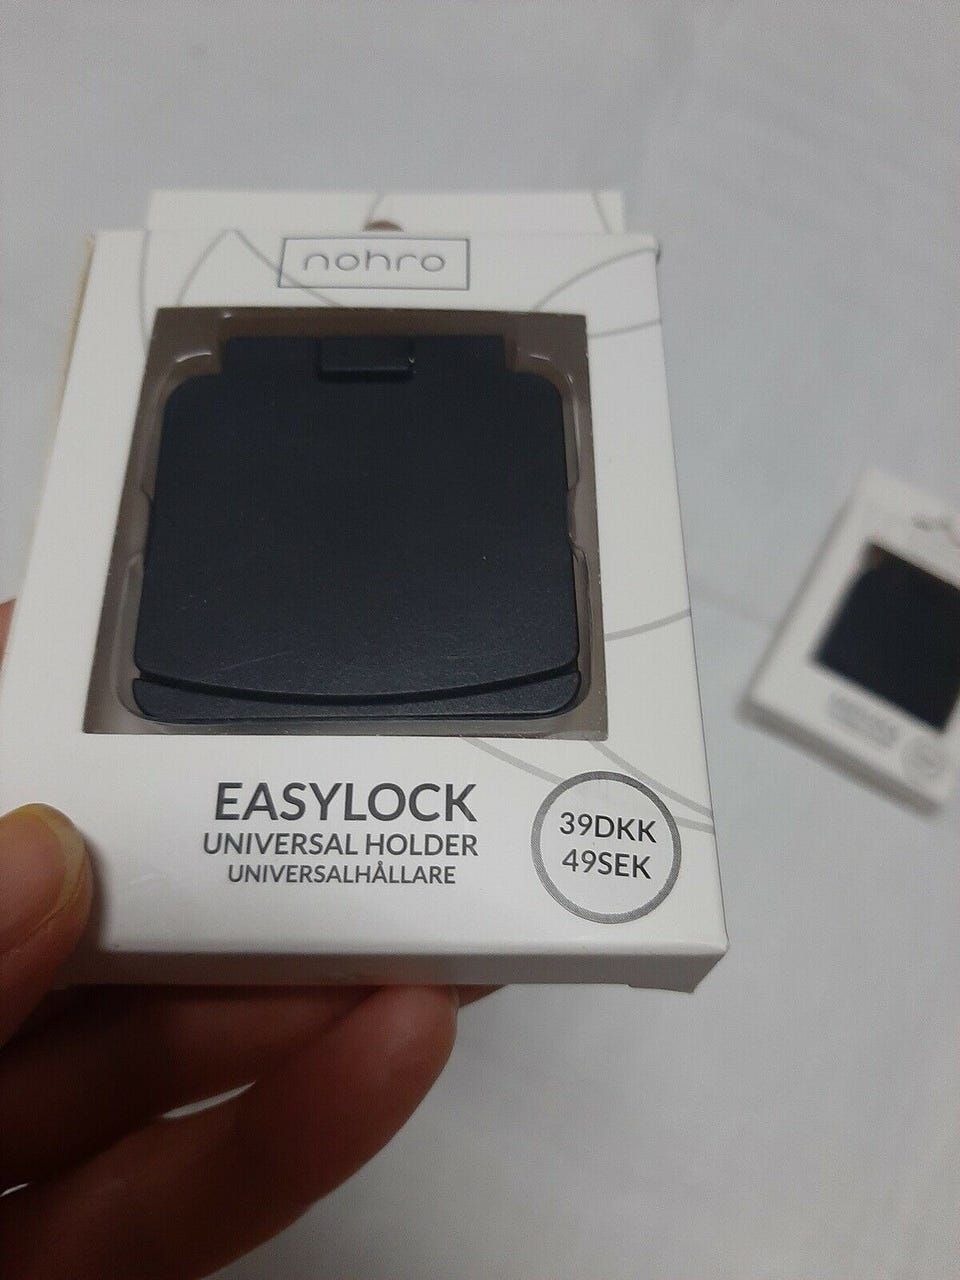 nohro
EASYLOCK
UNIVERSAL HOLDER
UNIVERSALHÅLLARE
39DKK
49SEK